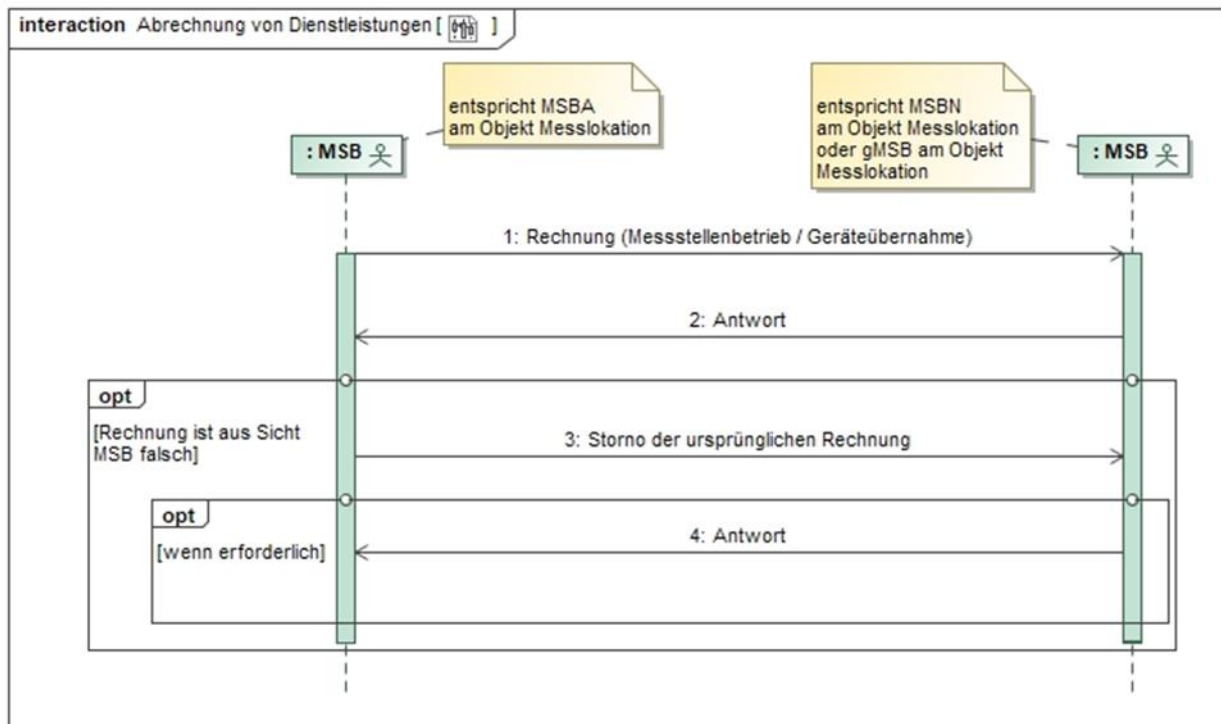 interaction Abrechnung von Dienstleistungen [ ]
entspricht MSBA
am Objekt Messlokation
entspricht MSBN
am Objekt Messlokation
oder gMSB am Objekt
Messlokation
: MSB
: MSB
1: Rechnung (Messstellenbetrieb / Geräteübernahme)
2: Antwort
opt
[Rechnung ist aus Sicht
MSB falsch]
3: Storno der ursprünglichen Rechnung
opt
[wenn erforderlich]
4: Antwort